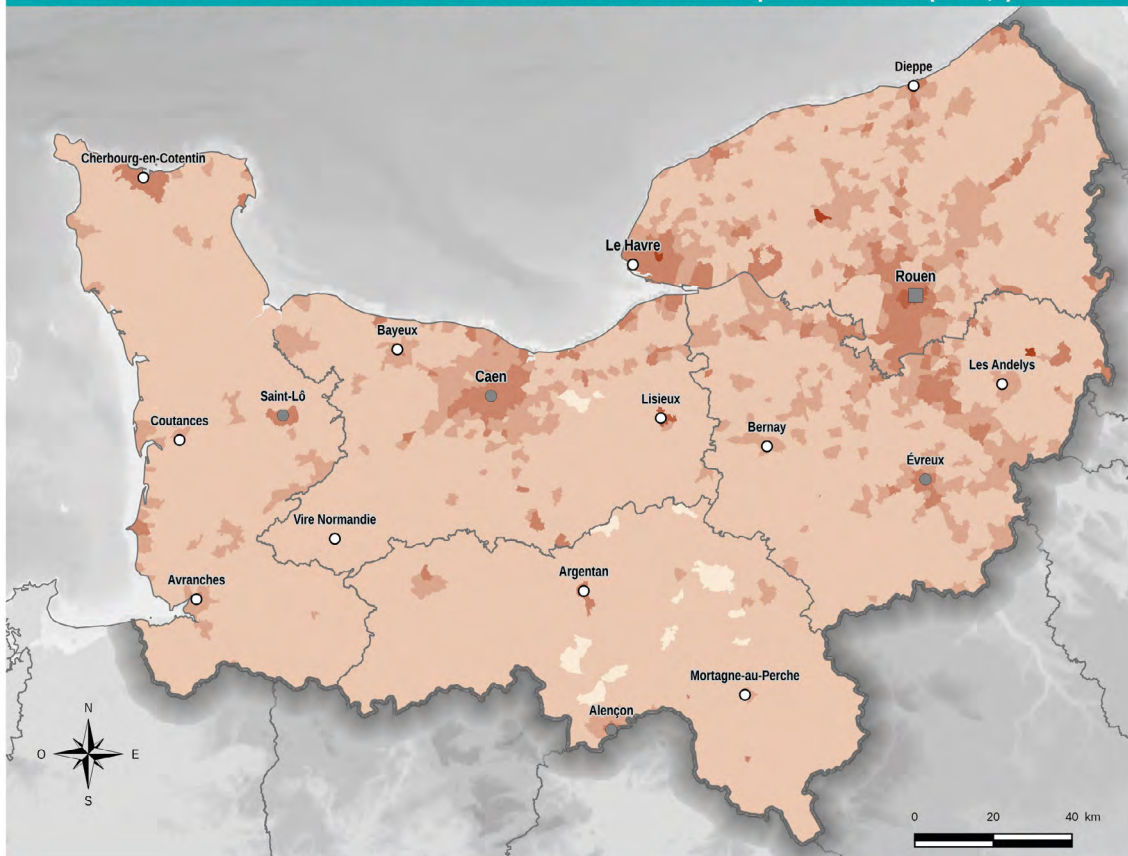 Dieppe
Cherbourg-en-Cotentin
Le Havre
Rouen
Bayeux
Les Andelys
Caen
Saint-Lô
Lisieux
Coutances
Bernay
Évreux
Vire Normandie
Avranches
Argentan
Mortagne-au-Perche
Alençon
N
O
E
S
0 20 40 km